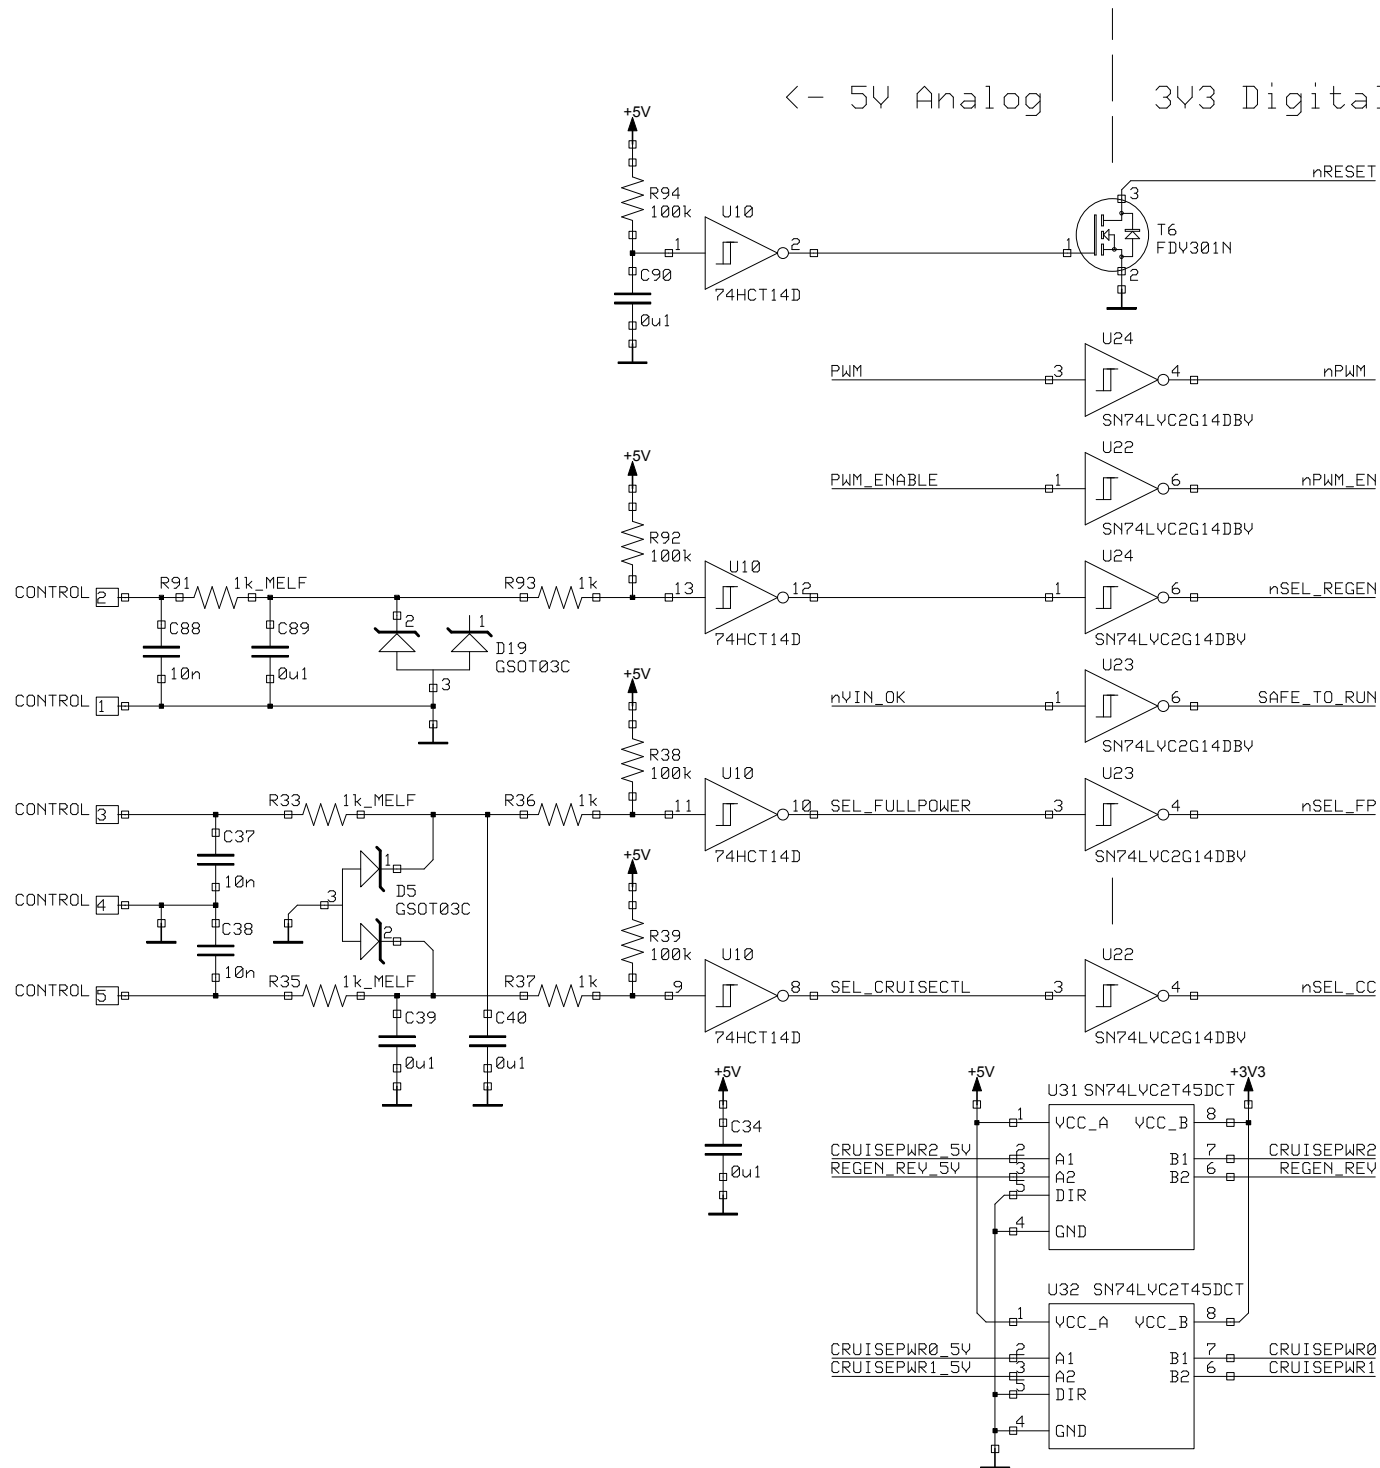 <- 5V Analog
3V3 Digital
+5V
nRESET
3
R94
100k
U10
1
2
74HCT14D
1
T6
FDV301N
2
C90
0u1
U24
PWM
3
4
nPWM
SN74LVC2G14DBV
+5V
U22
PWM_ENABLE
1
6
nPWM_EN
SN74LVC2G14DBV
R92
100k
U10
U24
CONTROL 2
R91
1k_MELF
R93
1k
13
12
1
6
nSEL_REGEN
74HCT14D
SN74LVC2G14DBV
C88
10n
C89
0u1
2
1
D19
GSOT03C
3
CONTROL 1
+5V
U23
nVIN_OK
1
6
SAFE_TO_RUN
SN74LVC2G14DBV
R38
100k
U10
U23
CONTROL 3
R33
1k_MELF
R36
1k
11
10
SEL_FULLPOWER
3
4
nSEL_FP
74HCT14D
SN74LVC2G14DBV
C37
10n
1
D5
GSOT03C
3
2
+5V
CONTROL 4
C38
10n
R39
100k
U10
U22
CONTROL 5
R35
1k_MELF
R37
1k
9
8
SEL_CRUISECTL
3
4
nSEL_CC
74HCT14D
SN74LVC2G14DBV
C39
0u1
C40
0u1
+5V
C34
0u1
+5V
+3V3
U31 SN74LVC2T45DCT
1
VCC_A
VCC_B
8
CRUISEPWR2_5V
2
A1
B1
7
CRUISEPWR2
REGEN_REV_5V
3
A2
B2
6
REGEN_REV
5
DIR
4
GND
U32 SN74LVC2T45DCT
1
VCC_A
VCC_B
8
CRUISEPWR0_5V
2
A1
B1
7
CRUISEPWR0
CRUISEPWR1_5V
3
A2
B2
6
CRUISEPWR1
5
DIR
4
GND